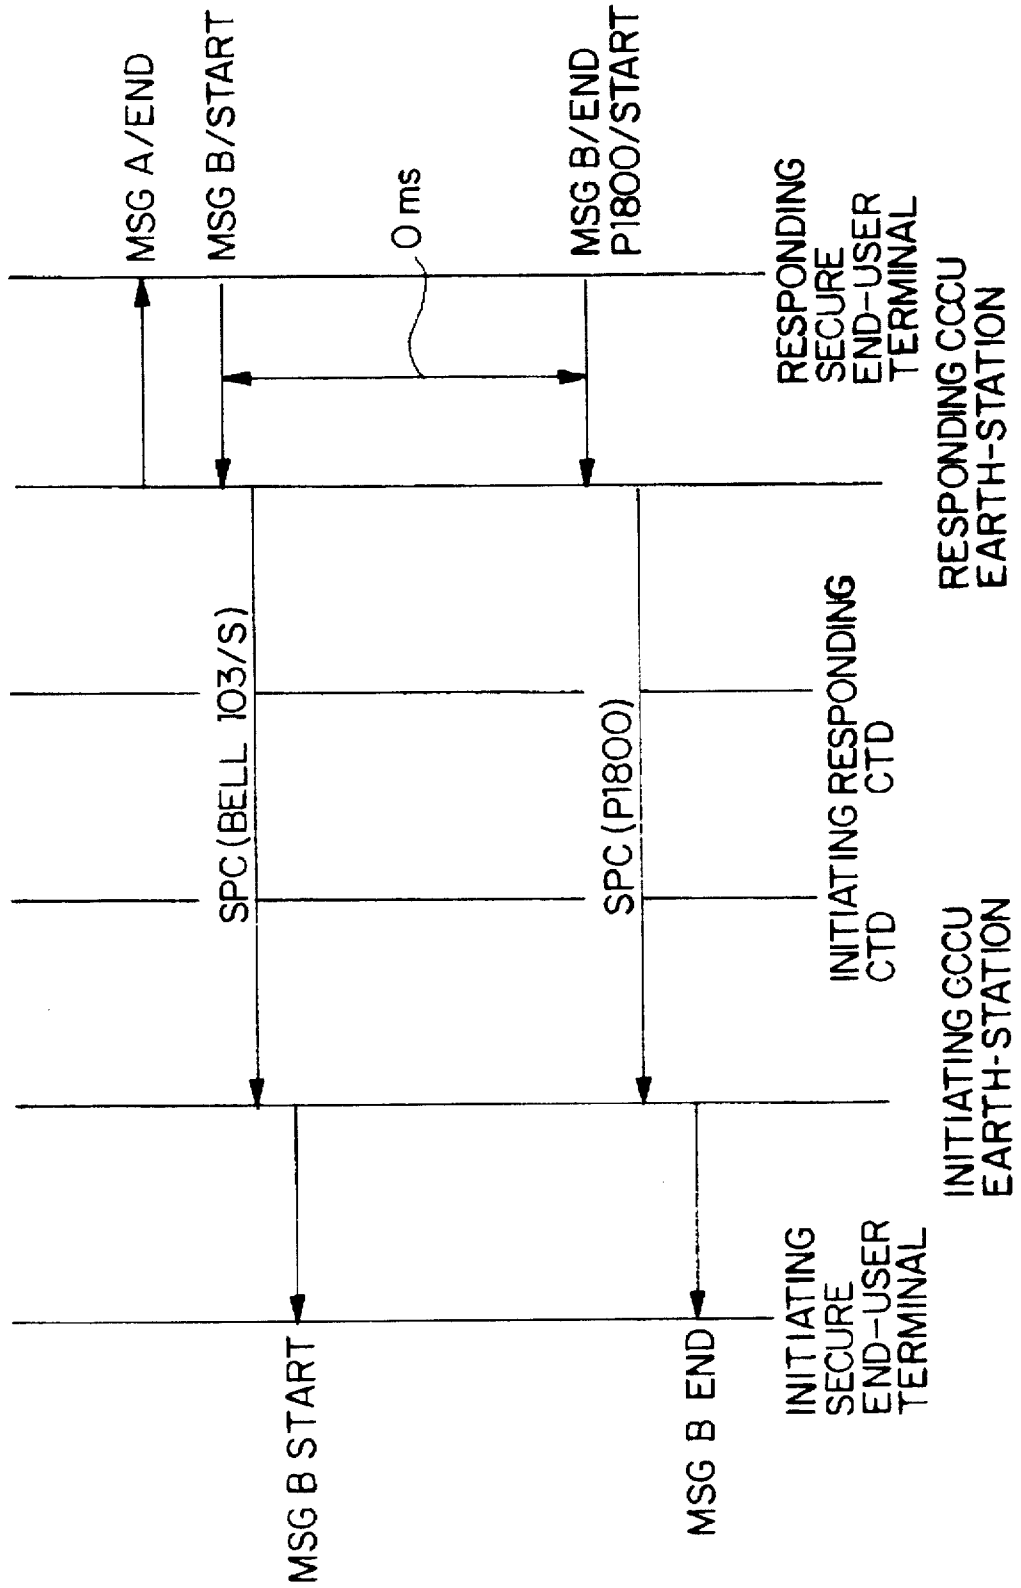 MSG A/END
MSG B/START
SPC(BELL 103/S)
MSG B START
0 ms
MSG B/END
P1800/START
SPC(P1800)
MSG B END
INITIATING
SECURE
END-USER
TERMINAL
INITIATING GCCU
EARTH-STATION
INITIATING
CTD
RESPONDING
CTD
RESPONDING CCCU
EARTH-STATION
RESPONDING
SECURE
END-USER
TERMINAL